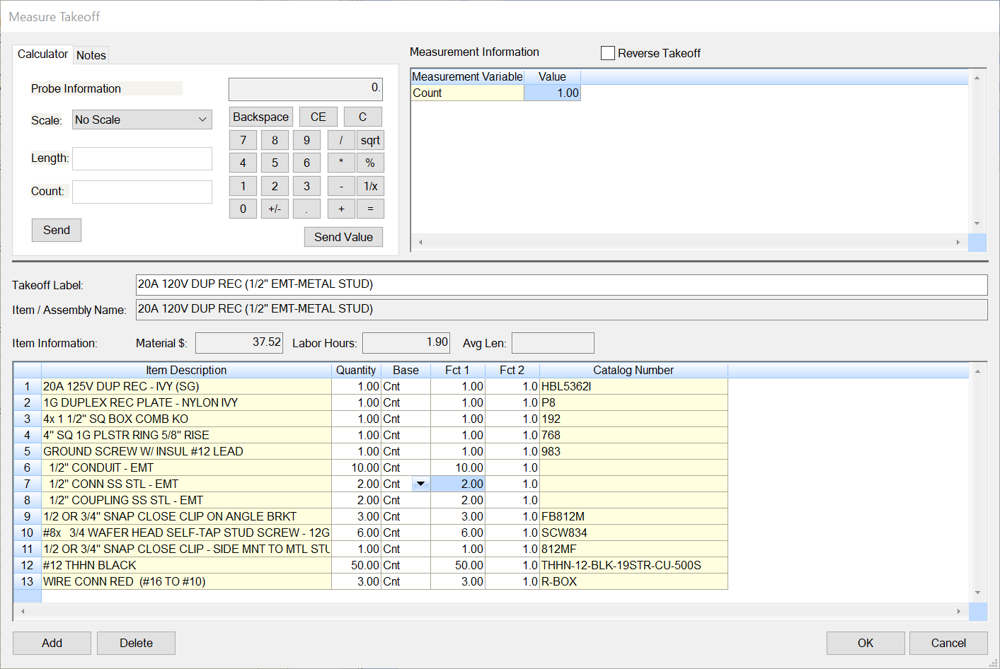 Measure Takeoff
Calculator Notes
Probe Information
Scale: No Scale
Length:
Count:
Send
0.
Backspace CE C
7 8 9 / sqrt
4 5 6 * %
1 2 3 - 1/x
0 +/- . + =
Send Value
Measurement Information Reverse Takeoff
Measurement Variable Value
Count 1.00
Takeoff Label: 20A 120V DUP REC (1/2" EMT-METAL STUD)
Item / Assembly Name: 20A 120V DUP REC (1/2" EMT-METAL STUD)
Item Information: Material $: 37.52 Labor Hours: 1.90 Avg Len:
Item Description Quantity Base Fct 1 Fct 2 Catalog Number
1 20A 125V DUP REC - IVY (SG) 1.00 Cnt 1.00 1.0 HBL5362I
2 1G DUPLEX REC PLATE - NYLON IVY 1.00 Cnt 1.00 1.0 P8
3 4x 1 1/2" SQ BOX COMB KO 1.00 Cnt 1.00 1.0 192
4 4" SQ 1G PLSTR RING 5/8" RISE 1.00 Cnt 1.00 1.0 768
5 GROUND SCREW W/ INSUL #12 LEAD 1.00 Cnt 1.00 1.0 983
6 1/2" CONDUIT - EMT 10.00 Cnt 10.00 1.0
7 1/2" CONN SS STL - EMT 2.00 Cnt 2.00 1.0
8 1/2" COUPLING SS STL - EMT 2.00 Cnt 2.00 1.0
9 1/2 OR 3/4" SNAP CLOSE CLIP ON ANGLE BRKT 3.00 Cnt 3.00 1.0 FB812M
10 #8x 3/4 WAFER HEAD SELF-TAP STUD SCREW - 12G 6.00 Cnt 6.00 1.0 SCW834
11 1/2 OR 3/4" SNAP CLOSE CLIP - SIDE MNT TO MTL STU 1.00 Cnt 1.00 1.0 812MF
12 #12 THHN BLACK 50.00 Cnt 50.00 1.0 THHN-12-BLK-19STR-CU-500S
13 WIRE CONN RED (#16 TO #10) 3.00 Cnt 3.00 1.0 R-BOX
Add Delete OK Cancel